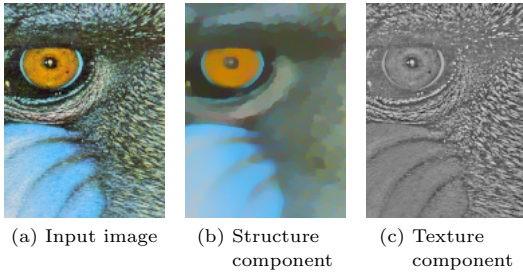 (a) Input image
(b) Structure
component
(c) Texture
component